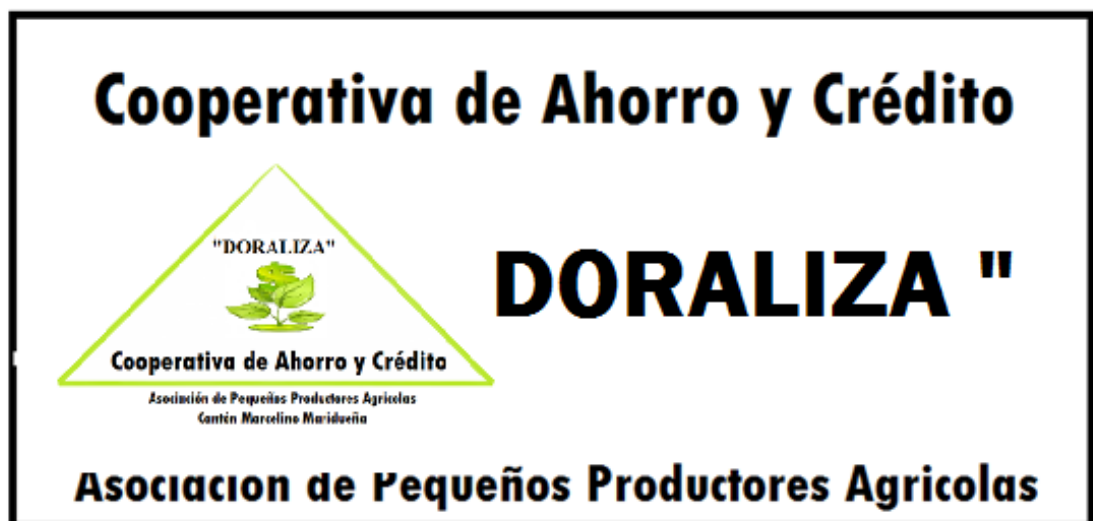 Cooperativa de Ahorro y Crédito
"DORALIZA"
DORALIZA "
Cooperativa de Ahorro y Crédito
Asociación de Pequeños Productores Agricolas
Cantón Marcelino Maridueña
Asociacion de Pequeños Productores Agricolas